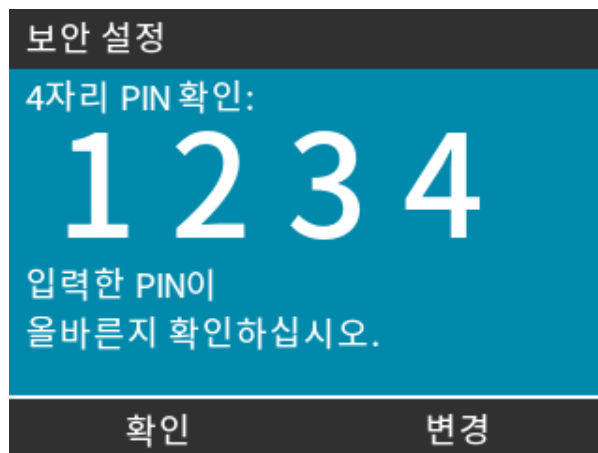 보안 설정
4자리 PIN 확인:
1 2 3 4
입력한 PIN이
올바른지 확인하십시오.
확인 변경